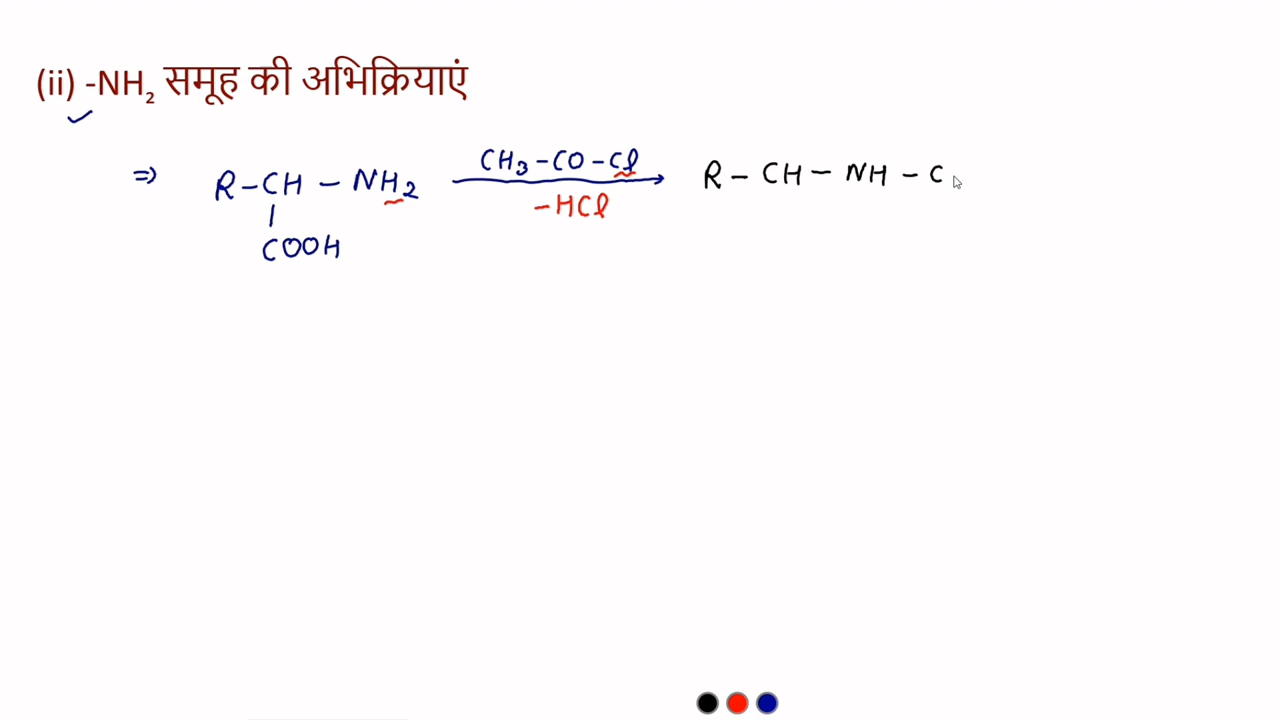 (ii) -NH₂ समूह की अभिक्रियाएं
⇒ R-CH-NH2 CH3-CO-Cl R-CH-NH-C
-HCl
|
COOH